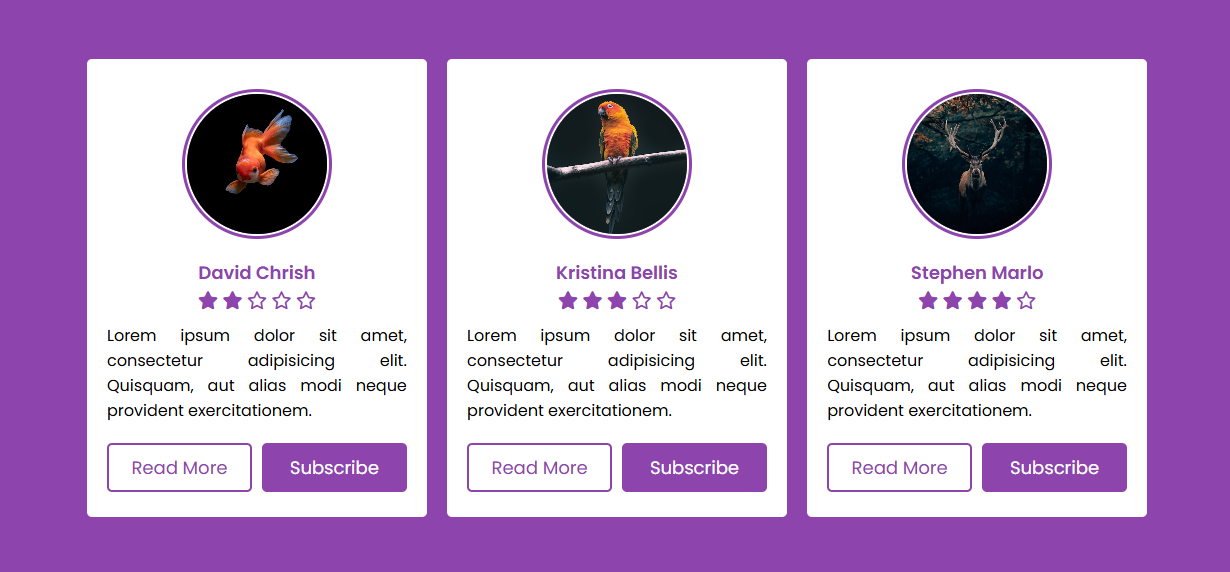 David Chrish
Lorem ipsum dolor sit amet,
consectetur adipisicing elit.
Quisquam, aut alias modi neque
provident exercitationem.
Read More
Subscribe
Kristina Bellis
Lorem ipsum dolor sit amet,
consectetur adipisicing elit.
Quisquam, aut alias modi neque
provident exercitationem.
Read More
Subscribe
Stephen Marlo
Lorem ipsum dolor sit amet,
consectetur adipisicing elit.
Quisquam, aut alias modi neque
provident exercitationem.
Read More
Subscribe